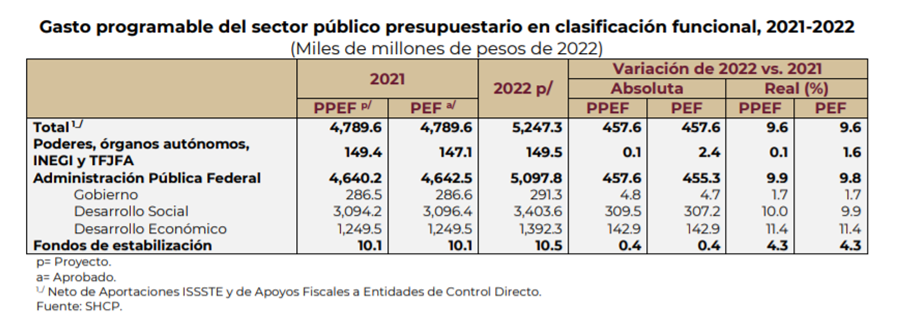 Gasto programable del sector público presupuestario en clasificación funcional, 2021-2022
(Miles de millones de pesos de 2022)
2021 2022 p/ Variación de 2022 vs. 2021
Absoluta Real (%)
PPEF p/ PEF a/ PPEF PEF PPEF PEF
Total 1_/ 4,789.6 4,789.6 5,247.3 457.6 457.6 9.6 9.6
Poderes, órganos autónomos,
INEGI y TFJFA 149.4 147.1 149.5 0.1 2.4 0.1 1.6
Administración Pública Federal 4,640.2 4,642.5 5,097.8 457.6 455.3 9.9 9.8
Gobierno 286.5 286.6 291.3 4.8 4.7 1.7 1.7
Desarrollo Social 3,094.2 3,096.4 3,403.6 309.5 307.2 10.0 9.9
Desarrollo Económico 1,249.5 1,249.5 1,392.3 142.9 142.9 11.4 11.4
Fondos de estabilización 10.1 10.1 10.5 0.4 0.4 4.3 4.3
p= Proyecto.
a= Aprobado.
1_/ Neto de Aportaciones ISSSTE y de Apoyos Fiscales a Entidades de Control Directo.
Fuente: SHCP.